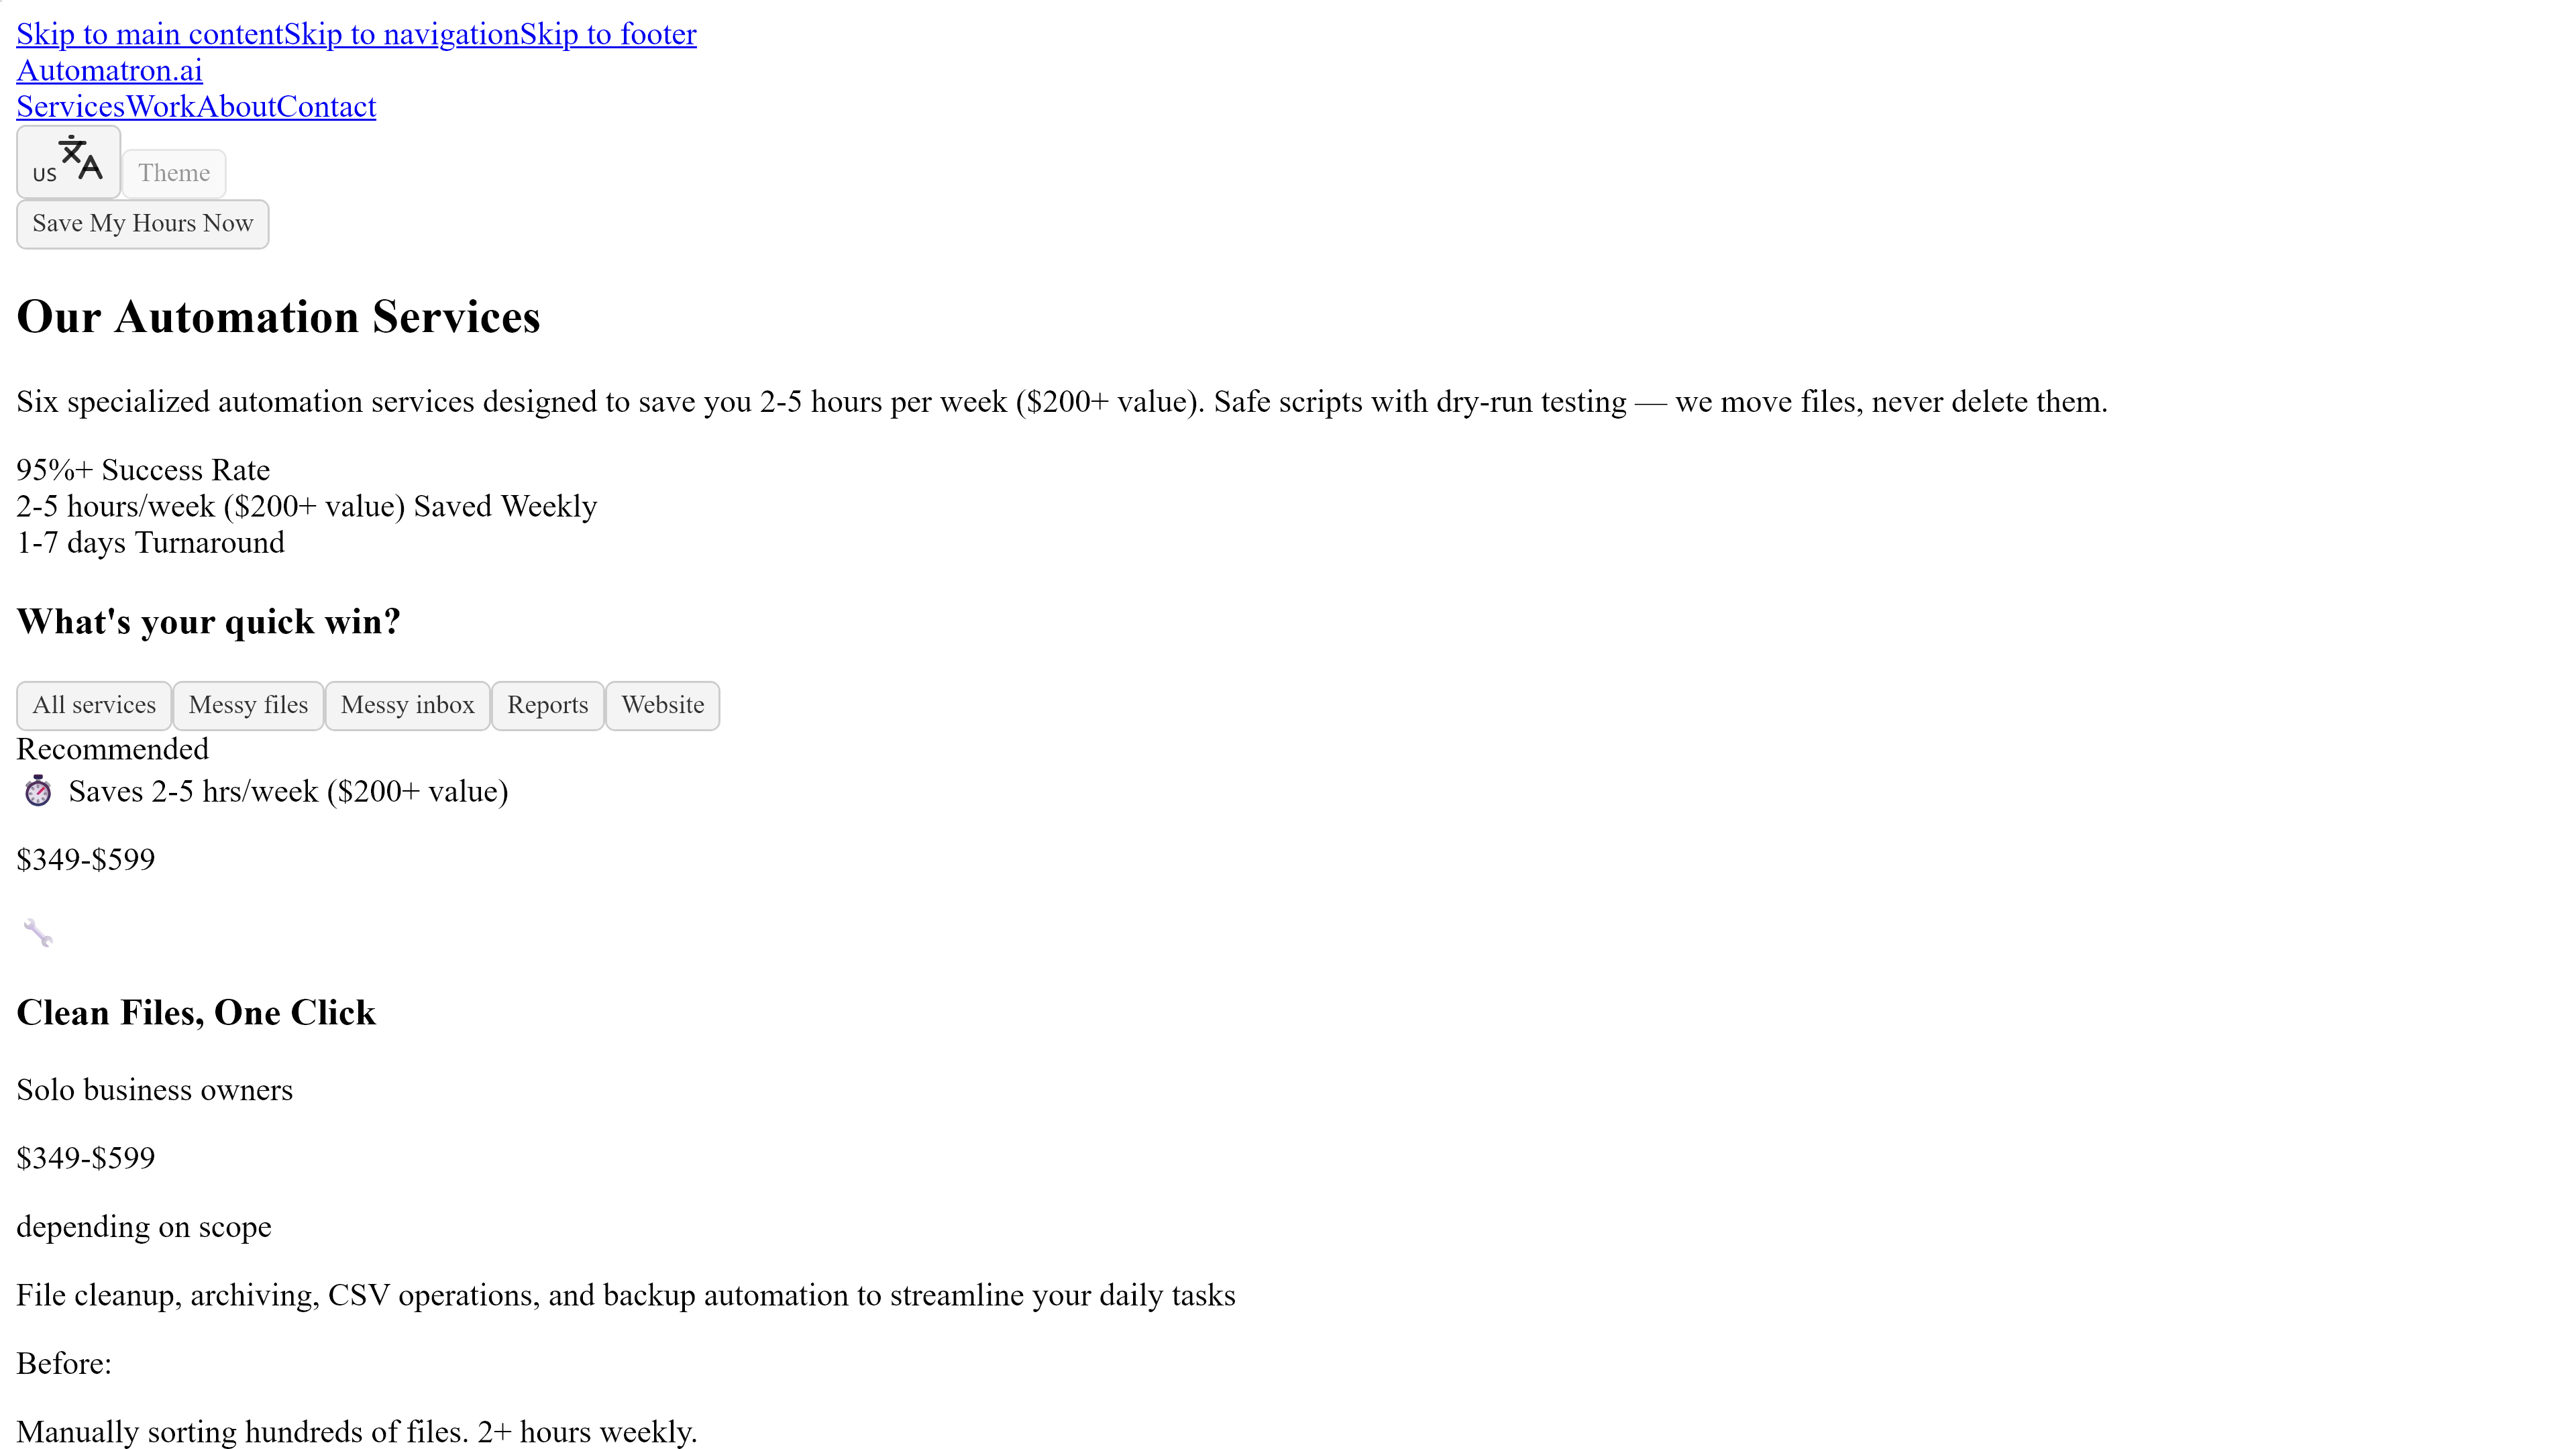 Skip to main contentSkip to navigationSkip to footer
Automatron.ai
ServicesWorkAboutContact
US Theme
Save My Hours Now
Our Automation Services
Six specialized automation services designed to save you 2-5 hours per week ($200+ value). Safe scripts with dry-run testing — we move files, never delete them.
95%+ Success Rate
2-5 hours/week ($200+ value) Saved Weekly
1-7 days Turnaround
What's your quick win?
All services Messy files Messy inbox Reports Website
Recommended
Saves 2-5 hrs/week ($200+ value)
$349-$599
Clean Files, One Click
Solo business owners
$349-$599
depending on scope
File cleanup, archiving, CSV operations, and backup automation to streamline your daily tasks
Before:
Manually sorting hundreds of files. 2+ hours weekly.